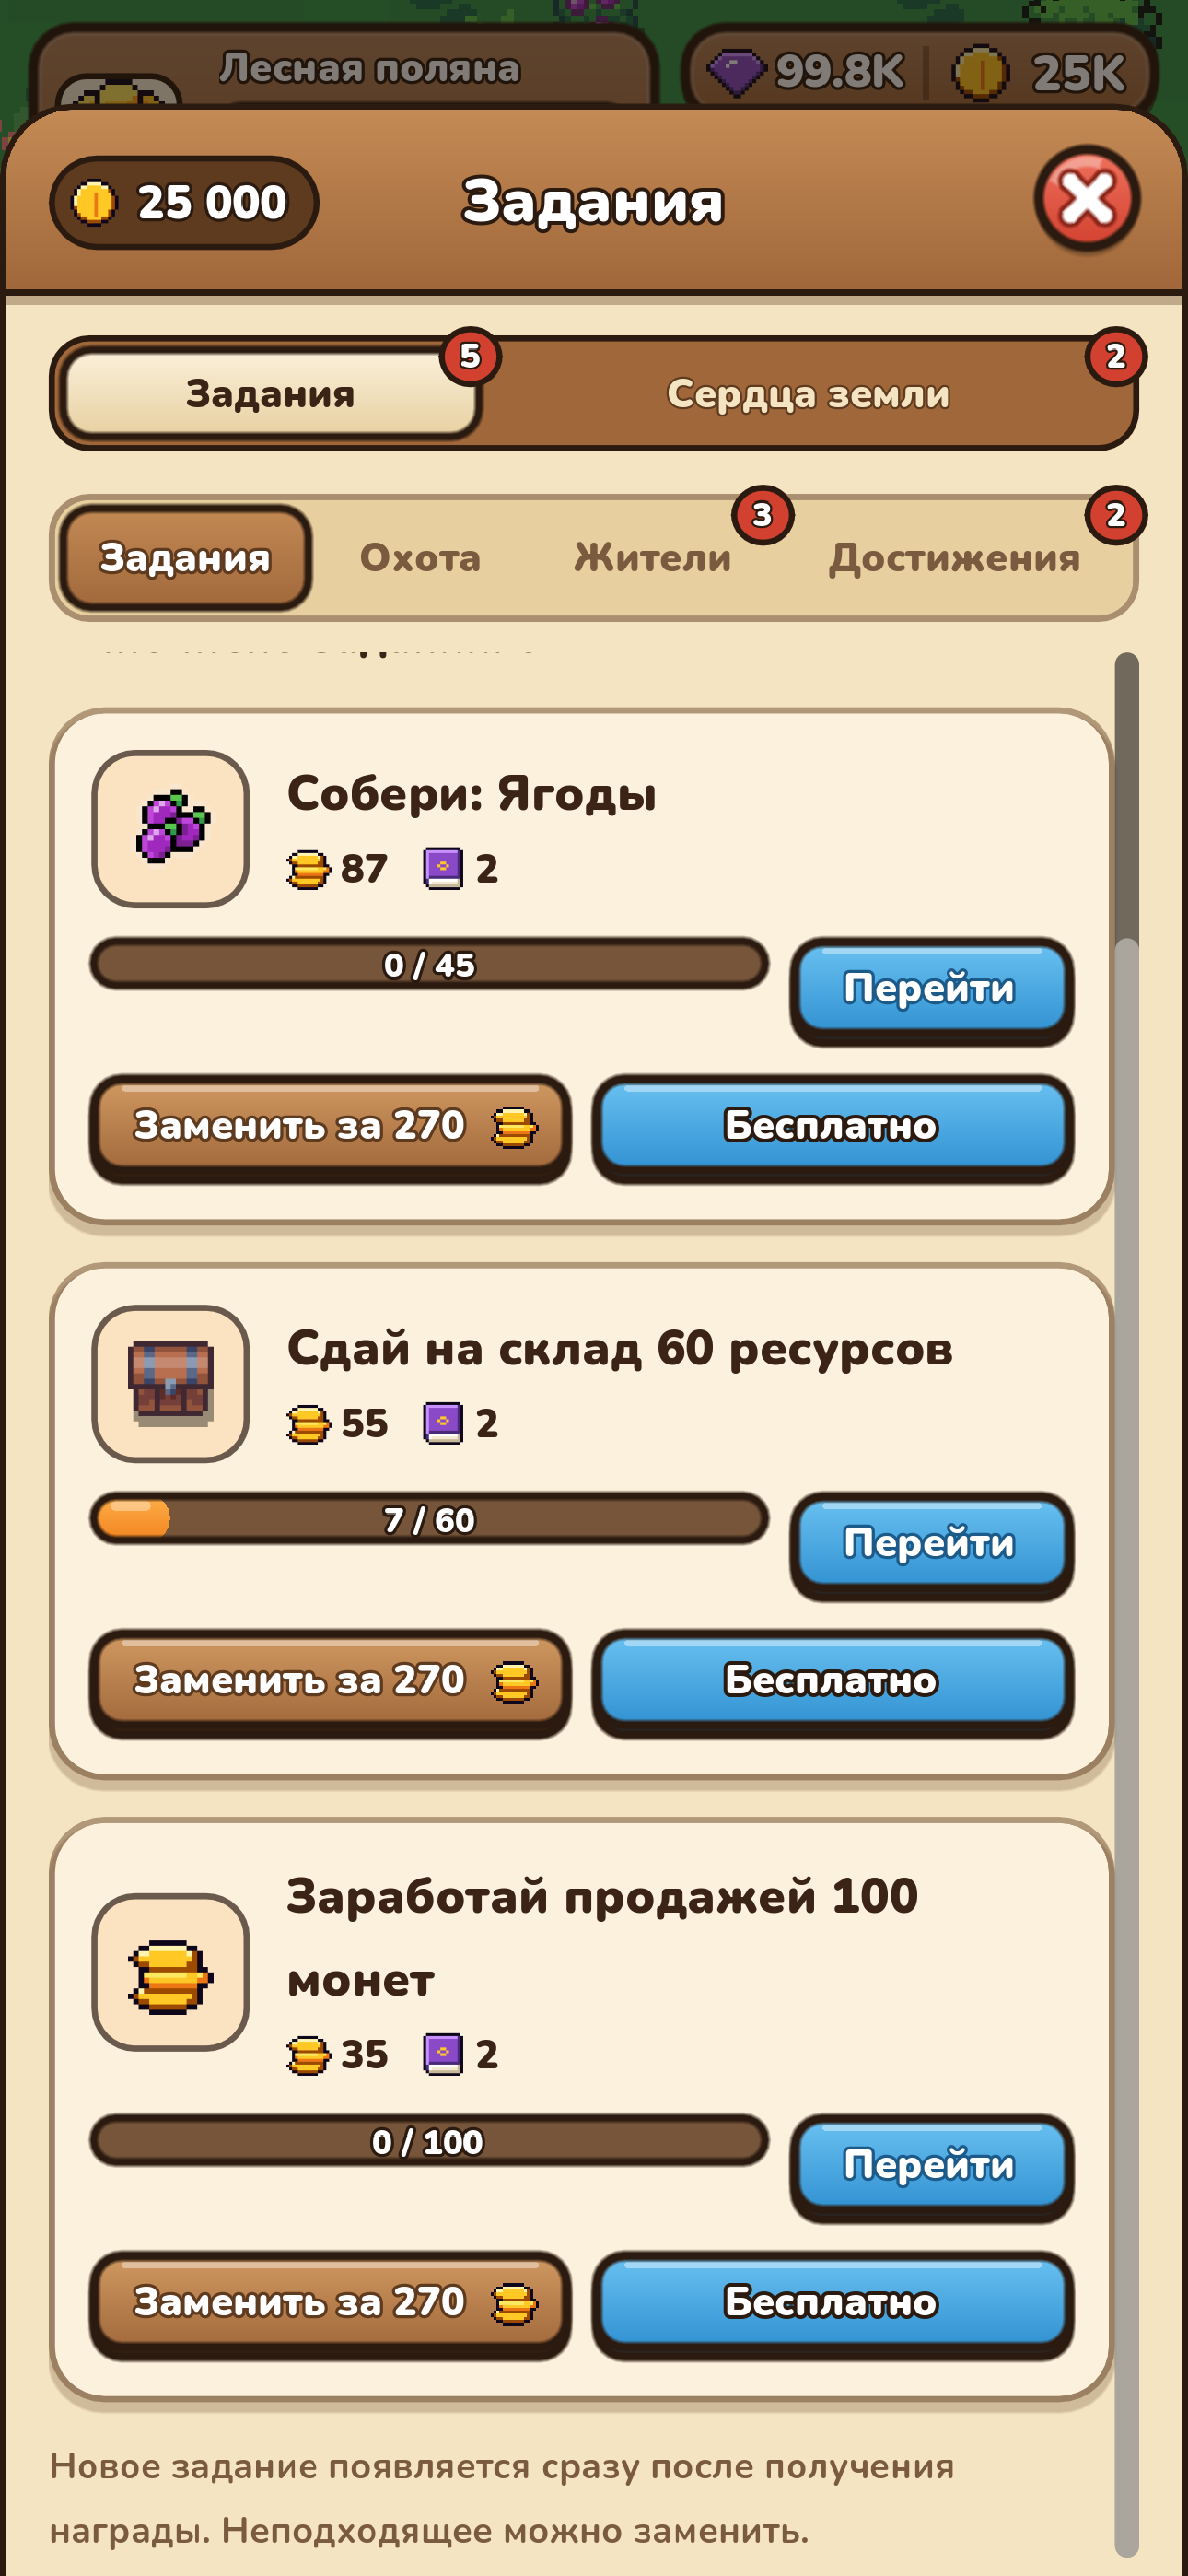 Лесная поляна
99.8K
25K
25 000
Задания
Задания
5
Сердца земли
2
Задания
Охота
Жители
3
Достижения
2
Собери: Ягоды
87
2
0 / 45
Перейти
Заменить за 270
Бесплатно
Сдай на склад 60 ресурсов
55
2
7 / 60
Перейти
Заменить за 270
Бесплатно
Заработай продажей 100
монет
35
2
0 / 100
Перейти
Заменить за 270
Бесплатно
Новое задание появляется сразу после получения
награды. Неподходящее можно заменить.